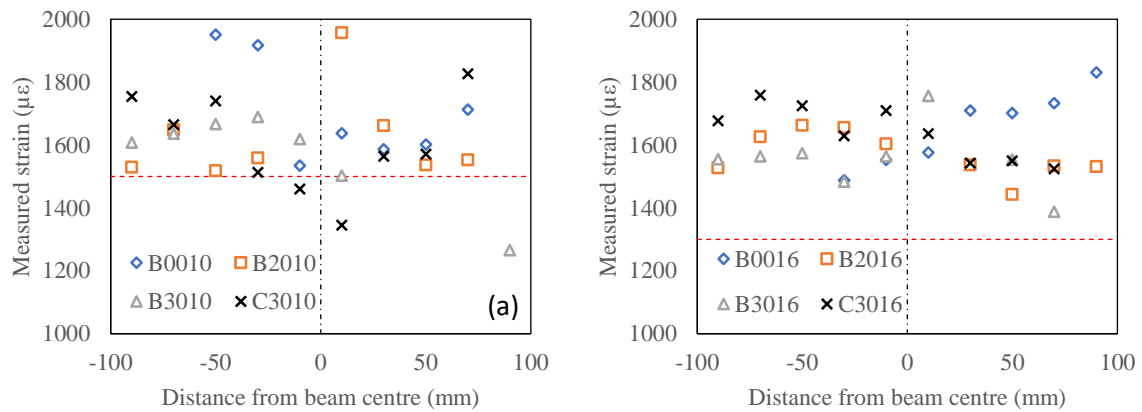 2000
1800
1600
1400
1200
1000
Measured strain (µε)
B0010 B2010
B3010 C3010
(a)
-100 -50 0 50 100
Distance from beam centre (mm)
2000
1800
1600
1400
1200
1000
Measured strain (µε)
B0016 B2016
B3016 C3016
-100 -50 0 50 100
Distance from beam centre (mm)